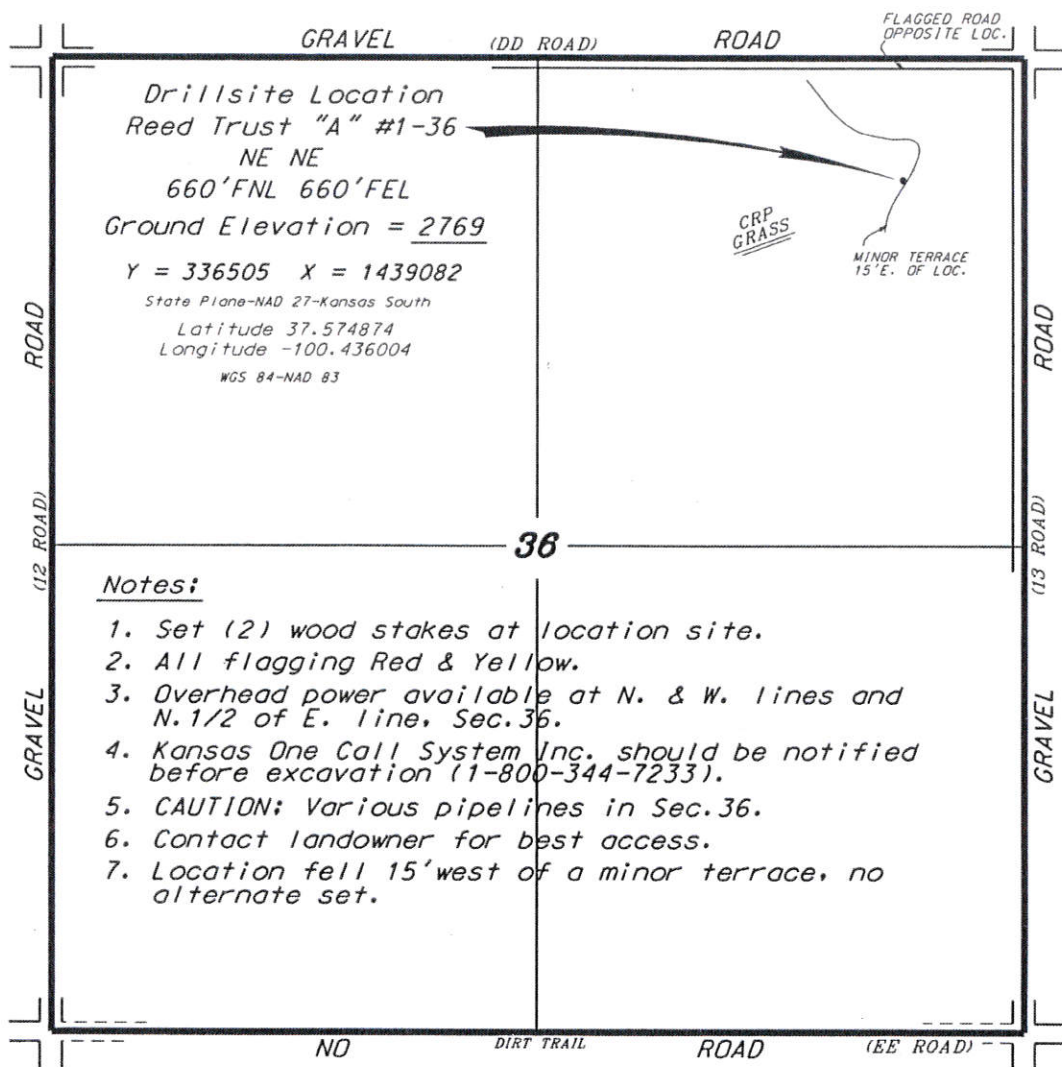 FLAGGED ROAD
OPPOSITE LOC.
GRAVEL (DD ROAD) ROAD
Drillsite Location
Reed Trust "A" #1-36
NE NE
660'FNL 660'FEL
Ground Elevation = 2769
Y = 336505 X = 1439082
State Plane-NAD 27-Kansas South
Latitude 37.574874
Longitude -100.436004
WGS 84-NAD 83
CRP
GRASS
MINOR TERRACE
15'E. OF LOC.
ROAD
(12 ROAD)
GRAVEL
ROAD
(13 ROAD)
GRAVEL
36
Notes:
1. Set (2) wood stakes at location site.
2. All flagging Red & Yellow.
3. Overhead power available at N. & W. lines and
N.1/2 of E. line, Sec.36.
4. Kansas One Call System Inc. should be notified
before excavation (1-800-344-7233).
5. CAUTION: Various pipelines in Sec.36.
6. Contact landowner for best access.
7. Location fell 15'west of a minor terrace, no
alternate set.
NO DIRT TRAIL ROAD (EE ROAD)